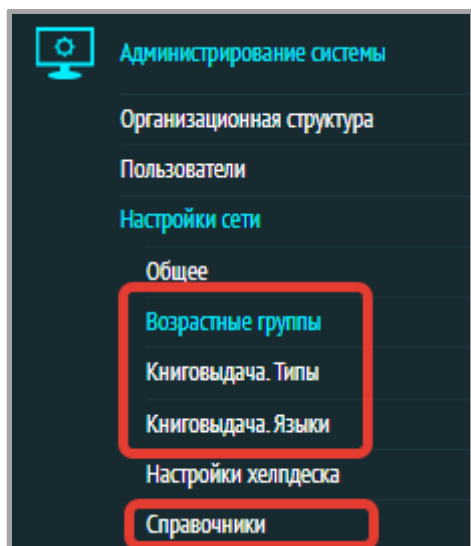 Администрирование системы
Организационная структура
Пользователи
Настройки сети
Общее
Возрастные группы
Книговыдача. Типы
Книговыдача. Языки
Настройки хелпдеска
Справочники